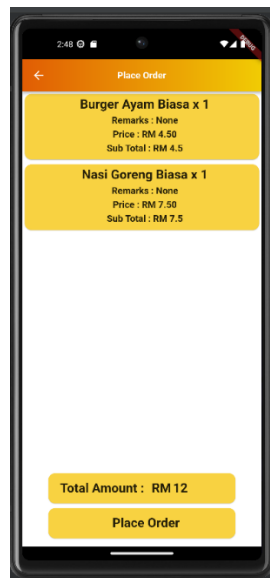 2:48
DEBUG
Place Order
Burger Ayam Biasa x 1
Remarks : None
Price : RM 4.50
Sub Total : RM 4.5
Nasi Goreng Biasa x 1
Remarks : None
Price : RM 7.50
Sub Total : RM 7.5
Total Amount : RM 12
Place Order